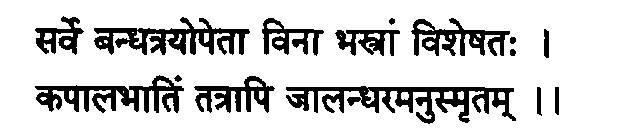 सर्वे बन्धत्रयोपेता विना भस्त्रां विशेषतः ।
कपालभातिं तत्रापि जालन्धरमनुस्मृतम् ।।